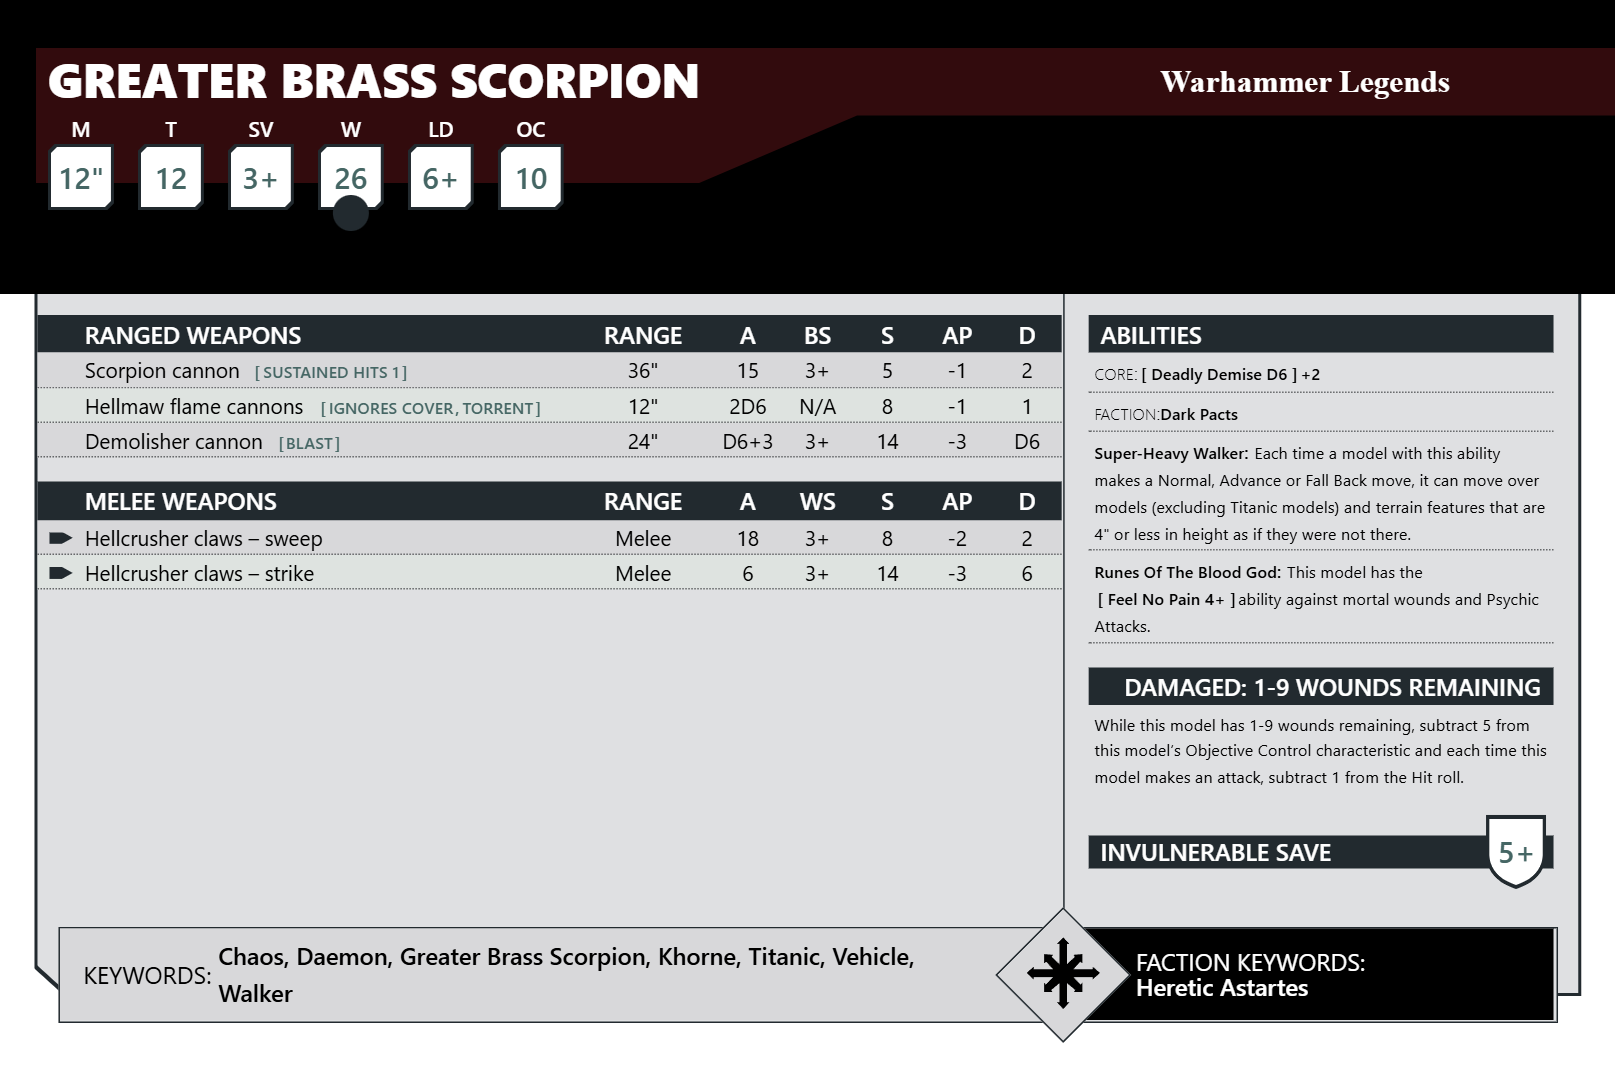 GREATER BRASS SCORPION
Warhammer Legends
M T SV W LD OC
12" 12 3+ 26 6+ 10
RANGED WEAPONS RANGE A BS S AP D
Scorpion cannon [SUSTAINED HITS 1] 36" 15 3+ 5 -1 2
Hellmaw flame cannons [IGNORES COVER, TORRENT] 12" 2D6 N/A 8 -1 1
Demolisher cannon [BLAST] 24" D6+3 3+ 14 -3 D6
MELEE WEAPONS RANGE A WS S AP D
Hellcrusher claws – sweep Melee 18 3+ 8 -2 2
Hellcrusher claws – strike Melee 6 3+ 14 -3 6
ABILITIES
CORE: [ Deadly Demise D6 ] +2
FACTION:Dark Pacts
Super-Heavy Walker: Each time a model with this ability
makes a Normal, Advance or Fall Back move, it can move over
models (excluding Titanic models) and terrain features that are
4" or less in height as if they were not there.
Runes Of The Blood God: This model has the
[ Feel No Pain 4+ ] ability against mortal wounds and Psychic
Attacks.
DAMAGED: 1-9 WOUNDS REMAINING
While this model has 1-9 wounds remaining, subtract 5 from
this model’s Objective Control characteristic and each time this
model makes an attack, subtract 1 from the Hit roll.
INVULNERABLE SAVE 5+
KEYWORDS: Chaos, Daemon, Greater Brass Scorpion, Khorne, Titanic, Vehicle,
Walker
FACTION KEYWORDS:
Heretic Astartes